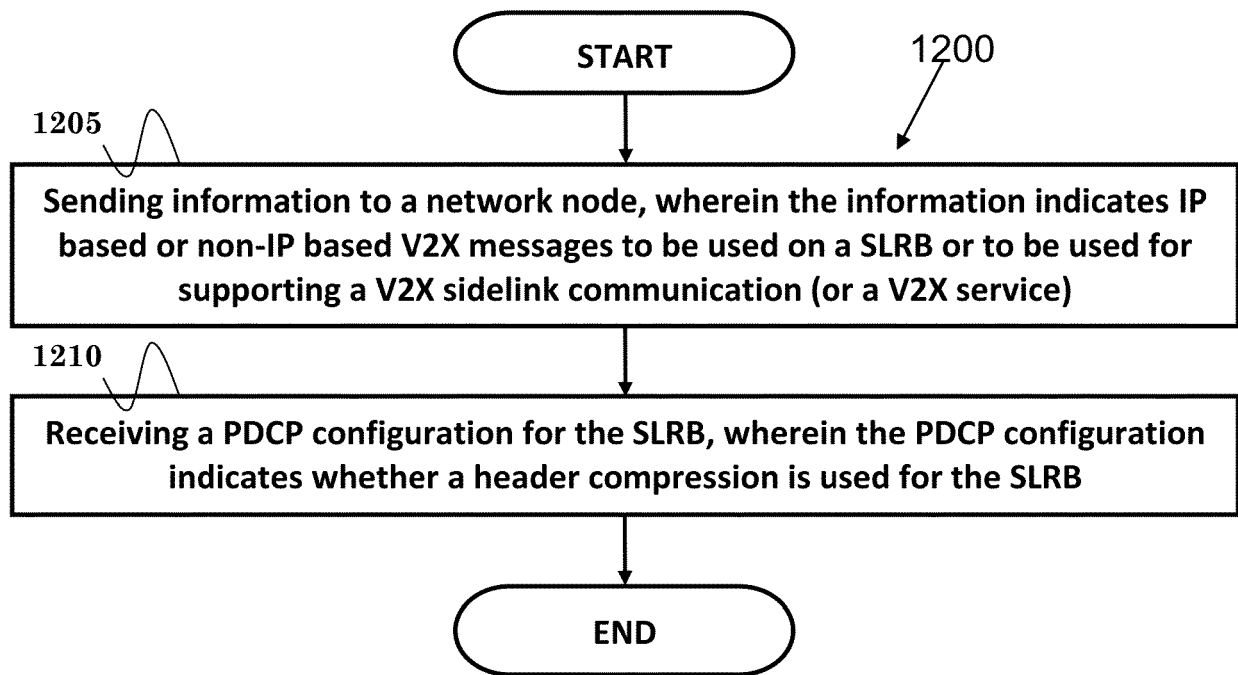 START
1200
1205
Sending information to a network node, wherein the information indicates IP
based or non-IP based V2X messages to be used on a SLRB or to be used for
supporting a V2X sidelink communication (or a V2X service)
1210
Receiving a PDCP configuration for the SLRB, wherein the PDCP configuration
indicates whether a header compression is used for the SLRB
END